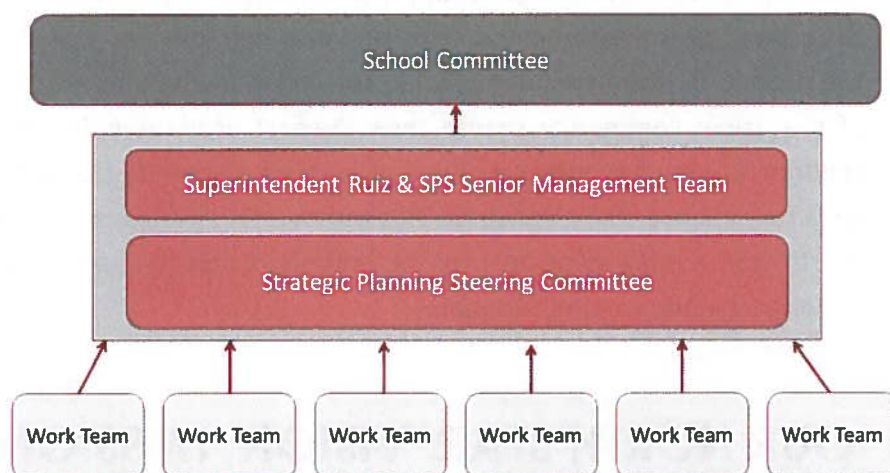 School Committee
Superintendent Ruiz & SPS Senior Management Team
Strategic Planning Steering Committee
Work Team
Work Team
Work Team
Work Team
Work Team
Work Team